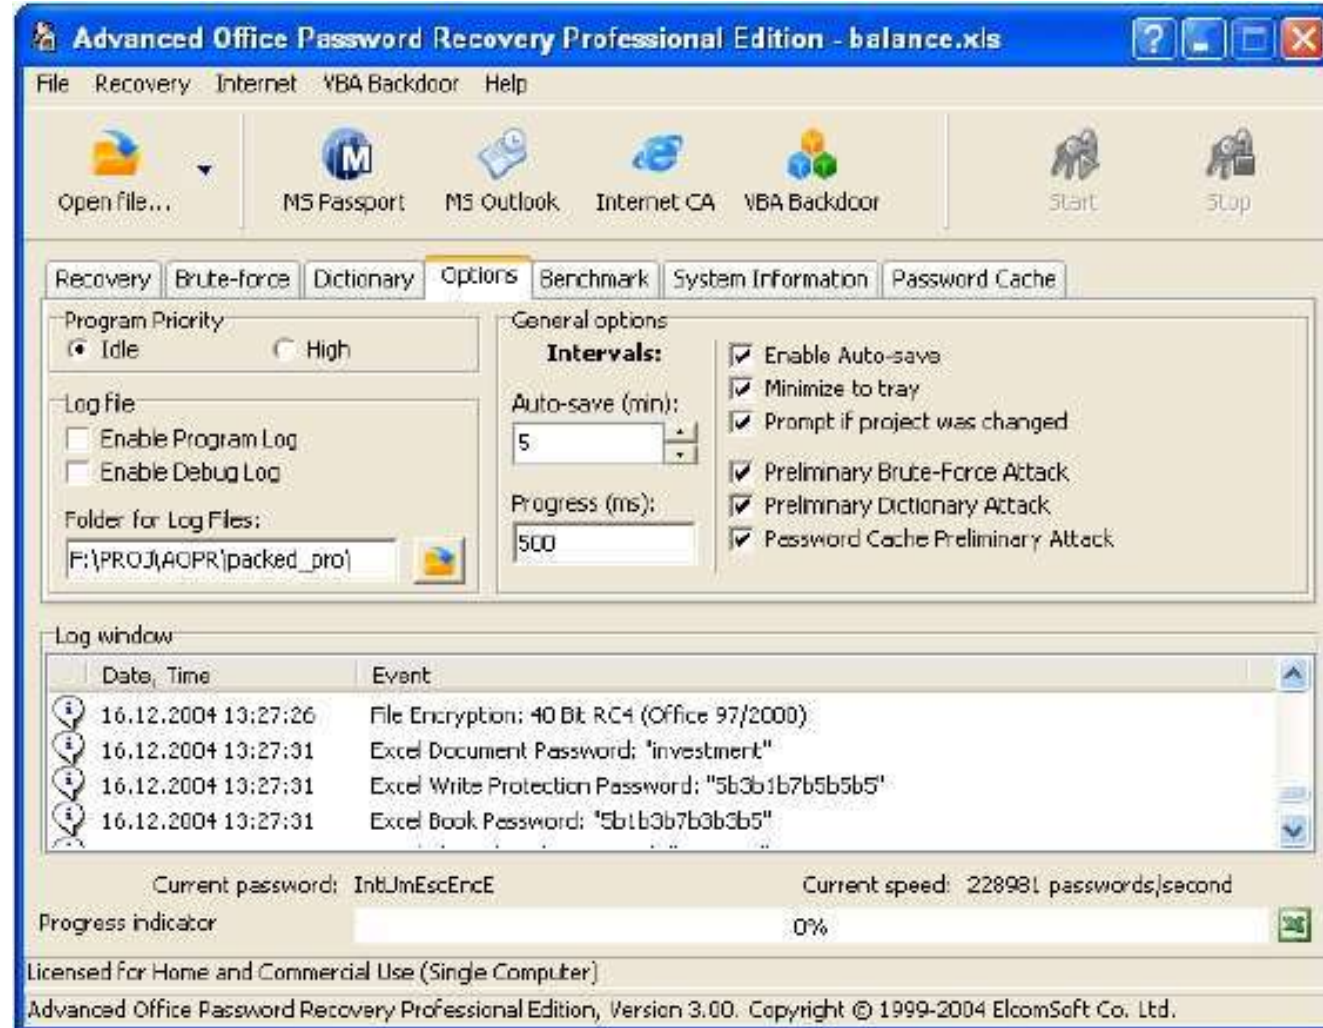 Advanced Office Password Recovery Professional Edition - balance.xls
File Recovery Internet VBA Backdoor Help
Open file... MS Passport MS Outlook Internet CA VBA Backdoor Start Stop
Recovery Brute-force Dictionary Options Benchmark System Information Password Cache
Program Priority
Idle High
Log file
Enable Program Log
Enable Debug Log
Folder for Log Files:
F:\PROJ\AOPR\packed_pro\
General options
Intervals:
Auto-save (min):
5
Progress (ms):
500
Enable Auto-save
Minimize to tray
Prompt if project was changed
Preliminary Brute-Force Attack
Preliminary Dictionary Attack
Password Cache Preliminary Attack
Log window
Date, Time Event
16.12.2004 13:27:26 File Encryption: 40 Bit RC4 (Office 97/2000)
16.12.2004 13:27:31 Excel Document Password: "investment"
16.12.2004 13:27:31 Excel Write Protection Password: "5b3b1b7b5b5b5"
16.12.2004 13:27:31 Excel Book Password: "5b1b3b7b3b3b5"
Current password: IntUmEscEncE Current speed: 228981 passwords/second
Progress indicator 0%
Licensed for Home and Commercial Use (Single Computer)
Advanced Office Password Recovery Professional Edition, Version 3.00. Copyright © 1999-2004 ElcomSoft Co. Ltd.